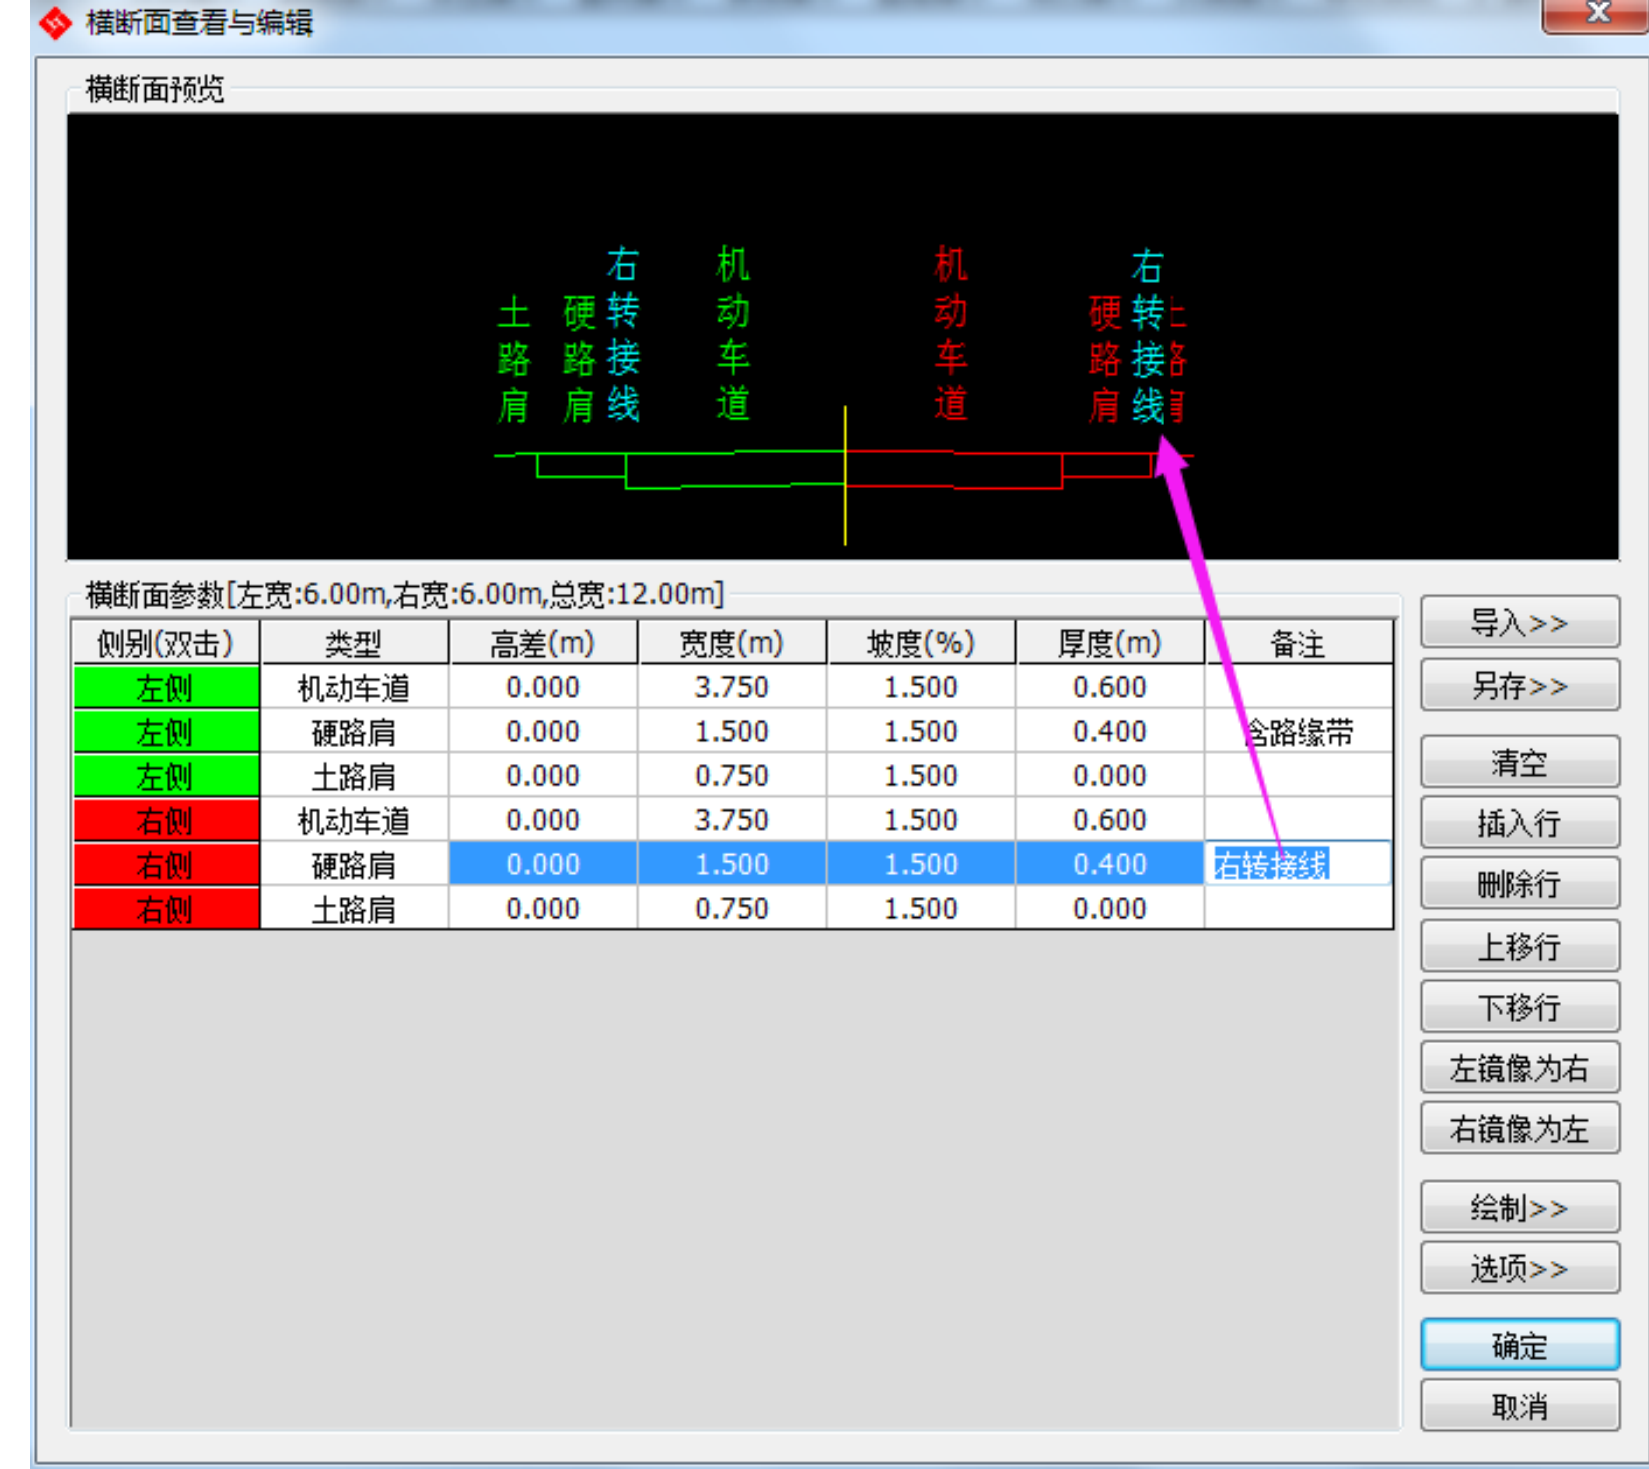 横断面查看与编辑
x
横断面预览
土路肩
硬路肩
右转接线
机动车道
机动车道
硬路肩
右转接线
路肩
横断面参数[左宽:6.00m,右宽:6.00m,总宽:12.00m]
侧别(双击) 类型 高差(m) 宽度(m) 坡度(%) 厚度(m) 备注
左侧 机动车道 0.000 3.750 1.500 0.600
左侧 硬路肩 0.000 1.500 1.500 0.400 含路缘带
左侧 土路肩 0.000 0.750 1.500 0.000
右侧 机动车道 0.000 3.750 1.500 0.600
右侧 硬路肩 0.000 1.500 1.500 0.400 右转接线
右侧 土路肩 0.000 0.750 1.500 0.000
导入>>
另存>>
清空
插入行
删除行
上移行
下移行
左镜像为右
右镜像为左
绘制>>
选项>>
确定
取消